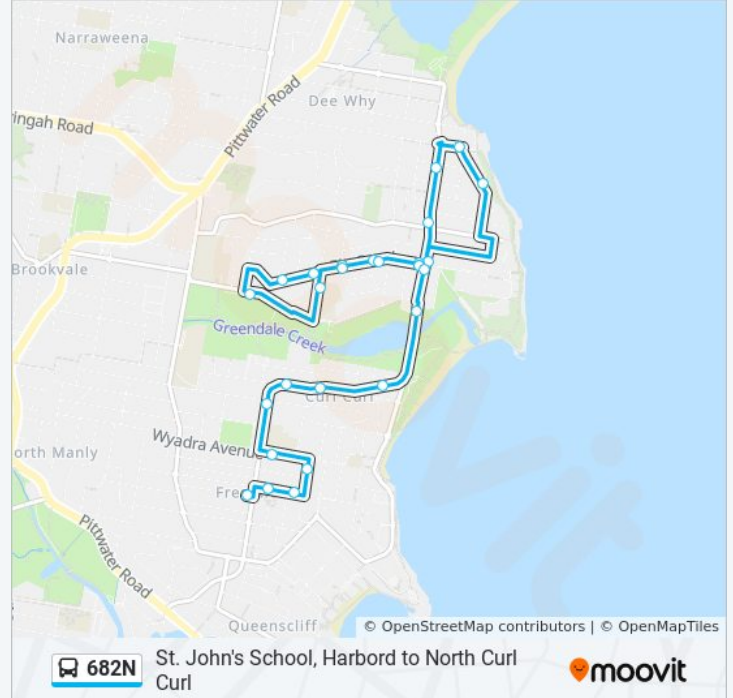 Narraweena
Dee Why
ingah Road
Pittwater Road
Brookvale
Greendale Creek
Curl Curl
Wyadra Avenue
orth Manly
Fre
Pittwater Road
Queenscliff
© OpenStreetMap contributors | © OpenMapTiles
682N
St. John's School, Harbord to North Curl
Curl
moovit